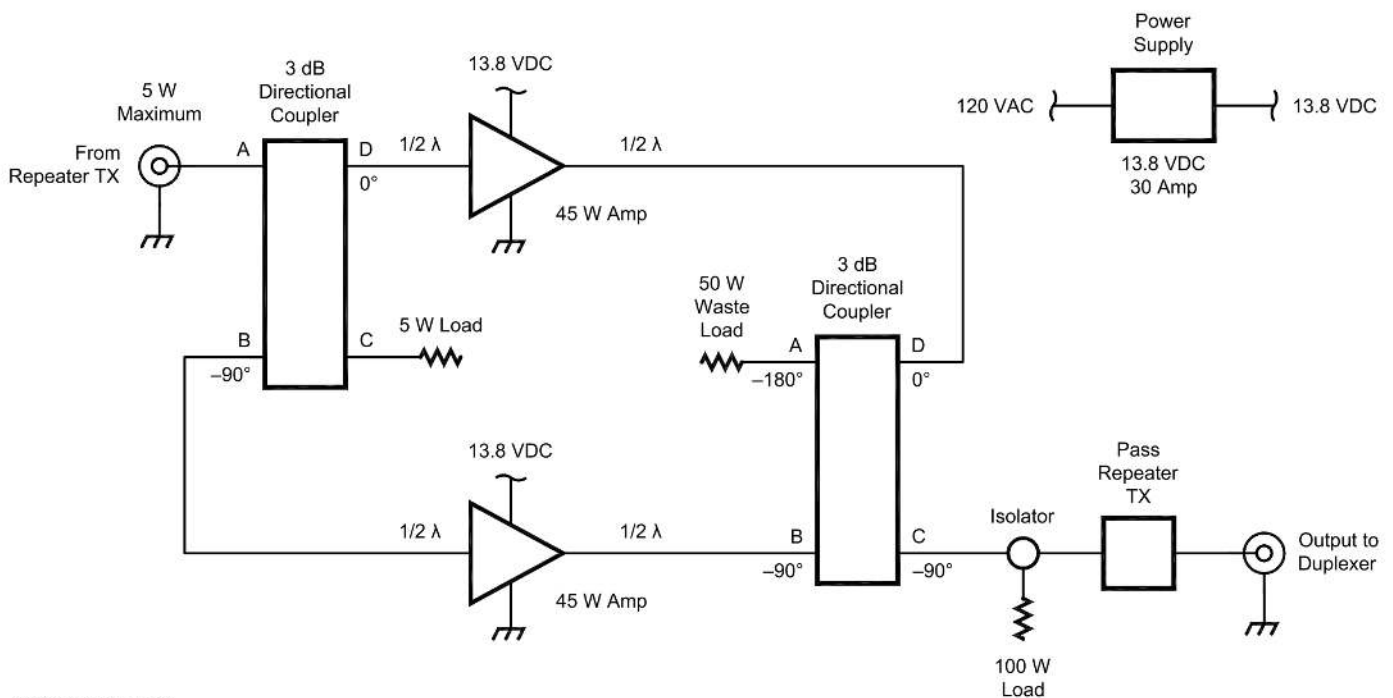 5 W
Maximum
From
Repeater TX
3 dB
Directional
Coupler
A
D
0°
B
–90°
C
5 W Load
1/2 λ
13.8 VDC
45 W Amp
1/2 λ
Power
Supply
120 VAC
13.8 VDC
13.8 VDC
30 Amp
50 W
Waste
Load
3 dB
Directional
Coupler
A
–180°
D
0°
1/2 λ
13.8 VDC
45 W Amp
1/2 λ
B
–90°
C
–90°
Isolator
100 W
Load
Pass
Repeater
TX
Output to
Duplexer